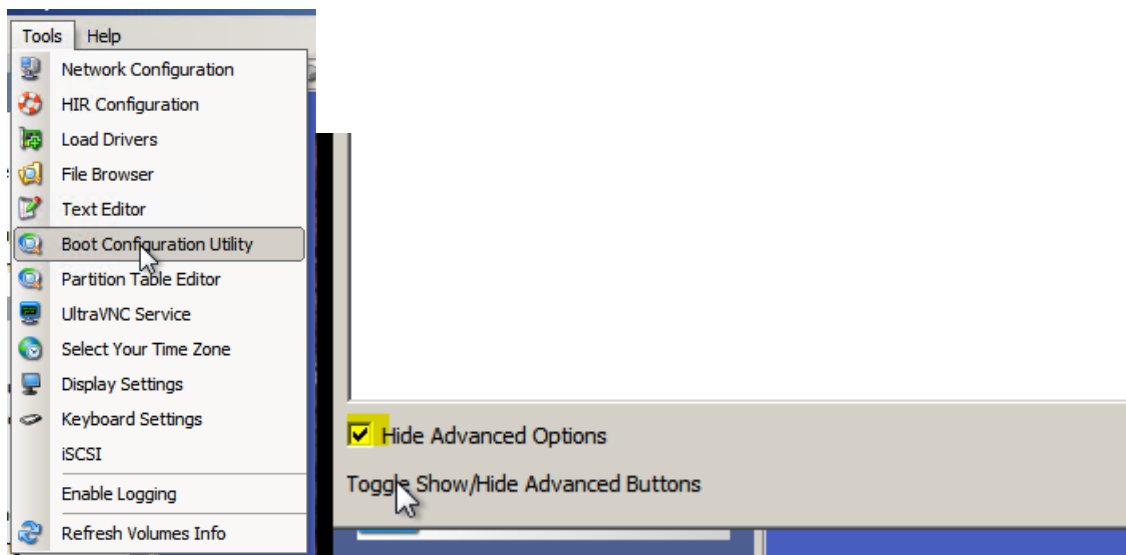 Tools Help
Network Configuration
HIR Configuration
Load Drivers
File Browser
Text Editor
Boot Configuration Utility
Partition Table Editor
UltraVNC Service
Select Your Time Zone
Display Settings
Keyboard Settings
iSCSI
Enable Logging
Refresh Volumes Info
Hide Advanced Options
Toggle Show/Hide Advanced Buttons